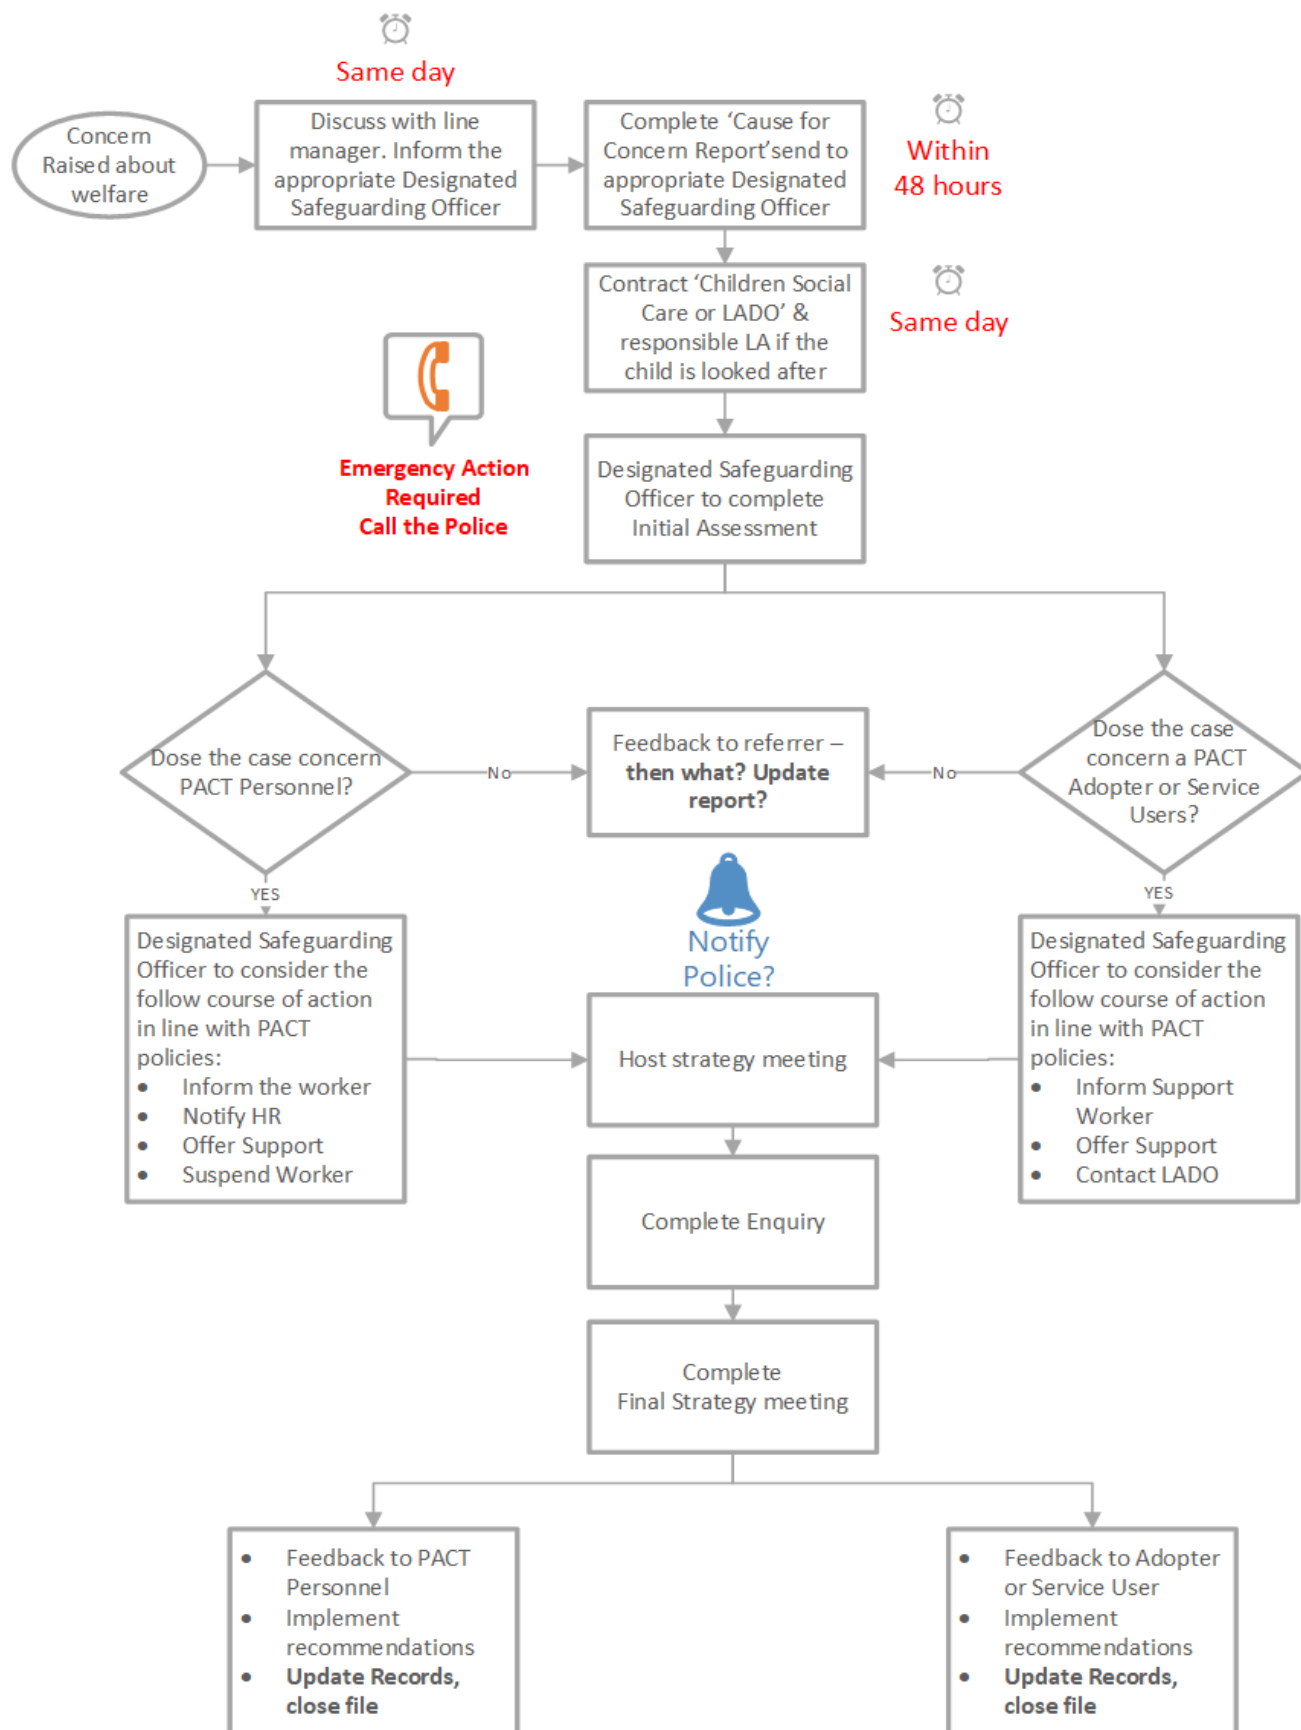 Same day
Concern
Raised about
welfare
Discuss with line
manager. Inform the
appropriate Designated
Safeguarding Officer
Complete ‘Cause for
Concern Report’send to
appropriate Designated
Safeguarding Officer
Within
48 hours
Contract ‘Children Social
Care or LADO’ &
responsible LA if the
child is looked after
Same day
Emergency Action
Required
Call the Police
Designated Safeguarding
Officer to complete
Initial Assessment
Dose the case concern
PACT Personnel?
No
Feedback to referrer –
then what? Update
report?
No
Dose the case
concern a PACT
Adopter or Service
Users?
YES
YES
Designated Safeguarding
Officer to consider the
follow course of action
in line with PACT
policies:
• Inform the worker
• Notify HR
• Offer Support
• Suspend Worker
Notify
Police?
Host strategy meeting
Designated Safeguarding
Officer to consider the
follow course of action
in line with PACT
policies:
• Inform Support
Worker
• Offer Support
• Contact LADO
Complete Enquiry
Complete
Final Strategy meeting
• Feedback to PACT
Personnel
• Implement
recommendations
• Update Records,
close file
• Feedback to Adopter
or Service User
• Implement
recommendations
• Update Records,
close file